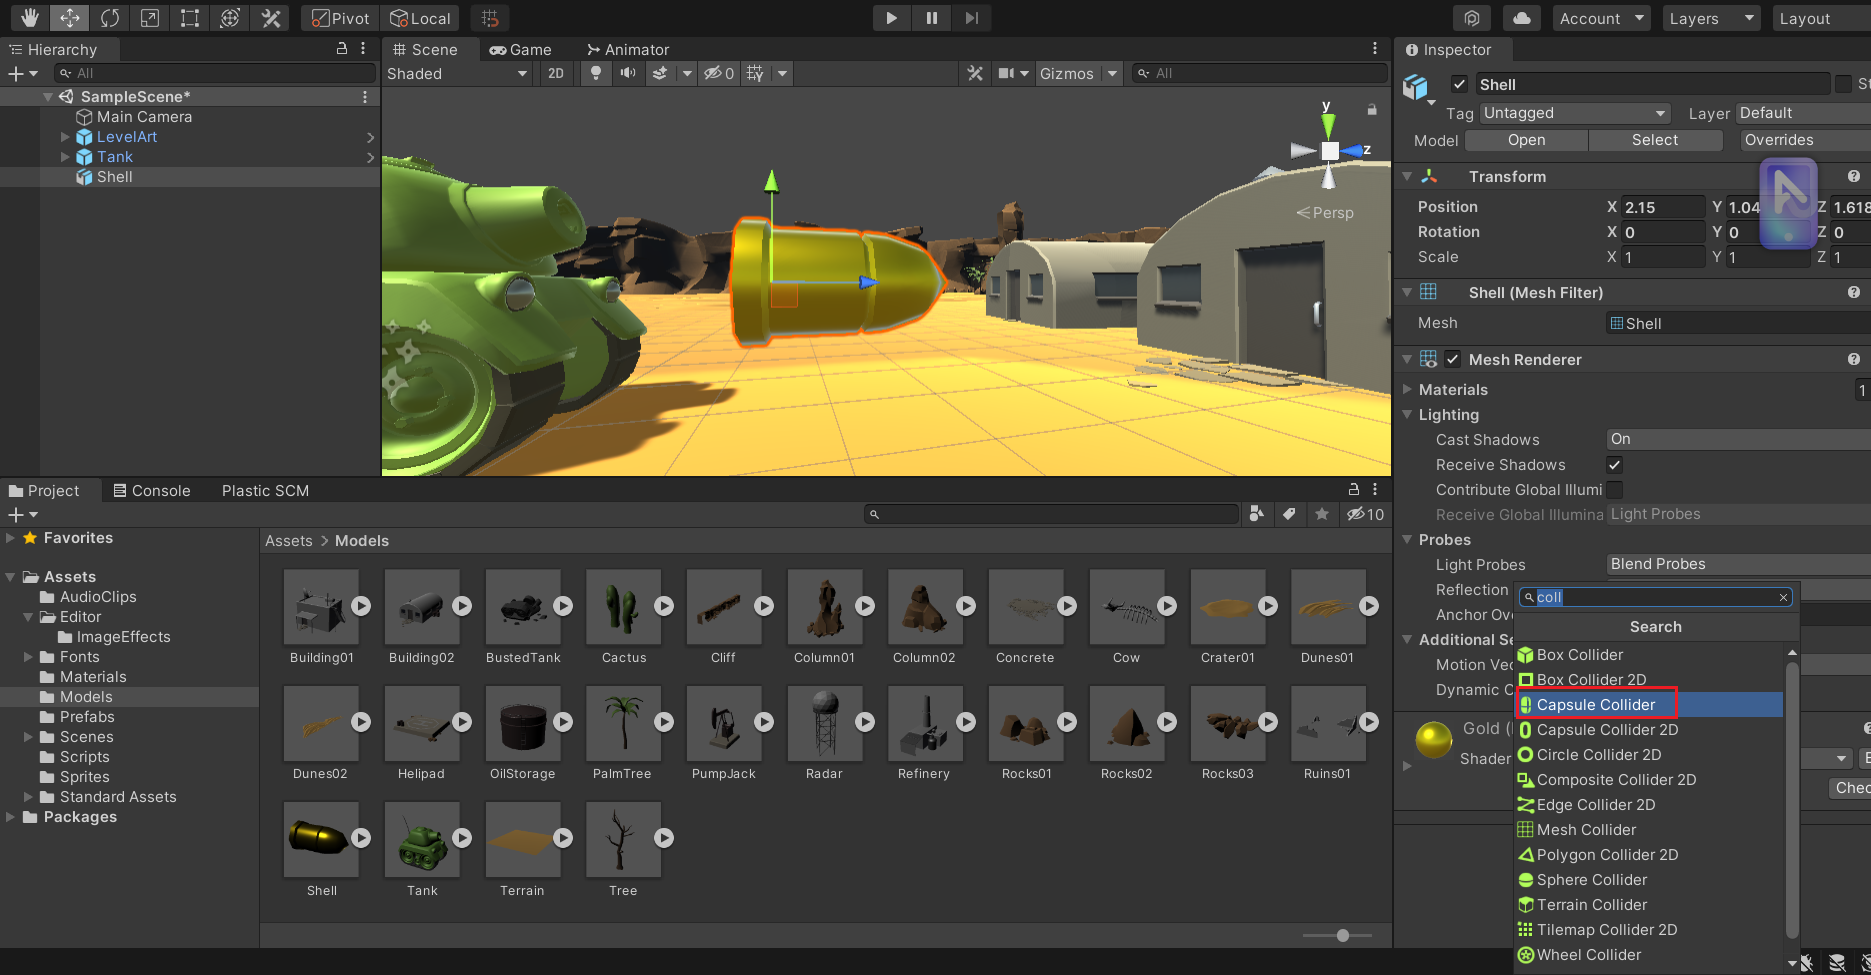 Pivot Local Account Layers Layout
Hierarchy
All
SampleScene*
Main Camera
LevelArt
Tank
Shell
Scene Game Animator
Shaded 2D 0 Gizmos All
y
z
Persp
Inspector
Shell
Tag Untagged Layer Default
Model Open Select Overrides
Transform
Position X 2.15 Y 1.04 Z 1.618
Rotation X 0 Y 0 Z 0
Scale X 1 Y 1 Z 1
Shell (Mesh Filter)
Mesh Shell
Mesh Renderer
Materials 1
Lighting
Cast Shadows On
Receive Shadows
Contribute Global Illumi
Receive Global Illumina Light Probes
Probes
Light Probes Blend Probes
Reflection
Anchor Ov
Additional Se
Motion Vec
Dynamic O
Gold (
Shader
Chec
coll
Search
Box Collider
Box Collider 2D
Capsule Collider
Capsule Collider 2D
Circle Collider 2D
Composite Collider 2D
Edge Collider 2D
Mesh Collider
Polygon Collider 2D
Sphere Collider
Terrain Collider
Tilemap Collider 2D
Wheel Collider
Project Console Plastic SCM
10
Favorites
Assets
AudioClips
Editor
ImageEffects
Fonts
Materials
Models
Prefabs
Scenes
Scripts
Sprites
Standard Assets
Packages
Assets > Models
Building01 Building02 BustedTank Cactus Cliff Column01 Column02 Concrete Cow Crater01 Dunes01
Dunes02 Helipad OilStorage PalmTree PumpJack Radar Refinery Rocks01 Rocks02 Rocks03 Ruins01
Shell Tank Terrain Tree